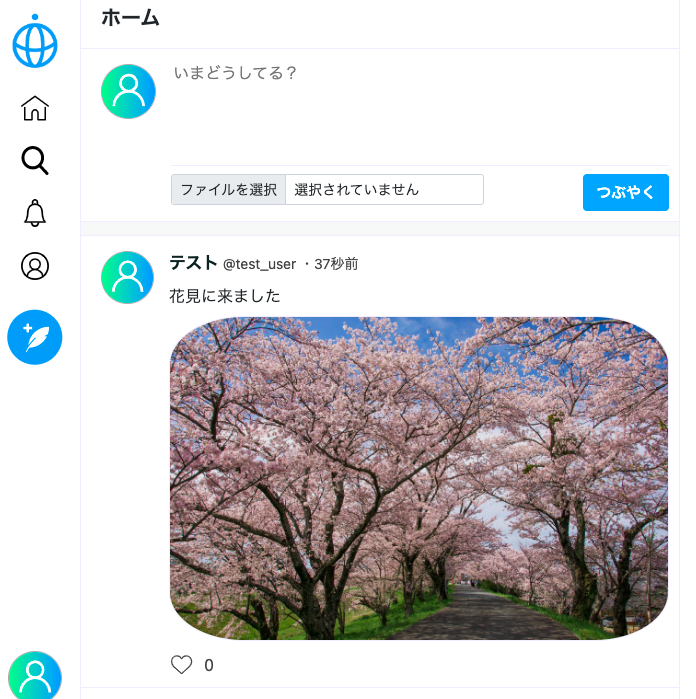 ホーム
いまどうしてる？
ファイルを選択 選択されていません
つぶやく
テスト @test_user ・37秒前
花見に来ました
0